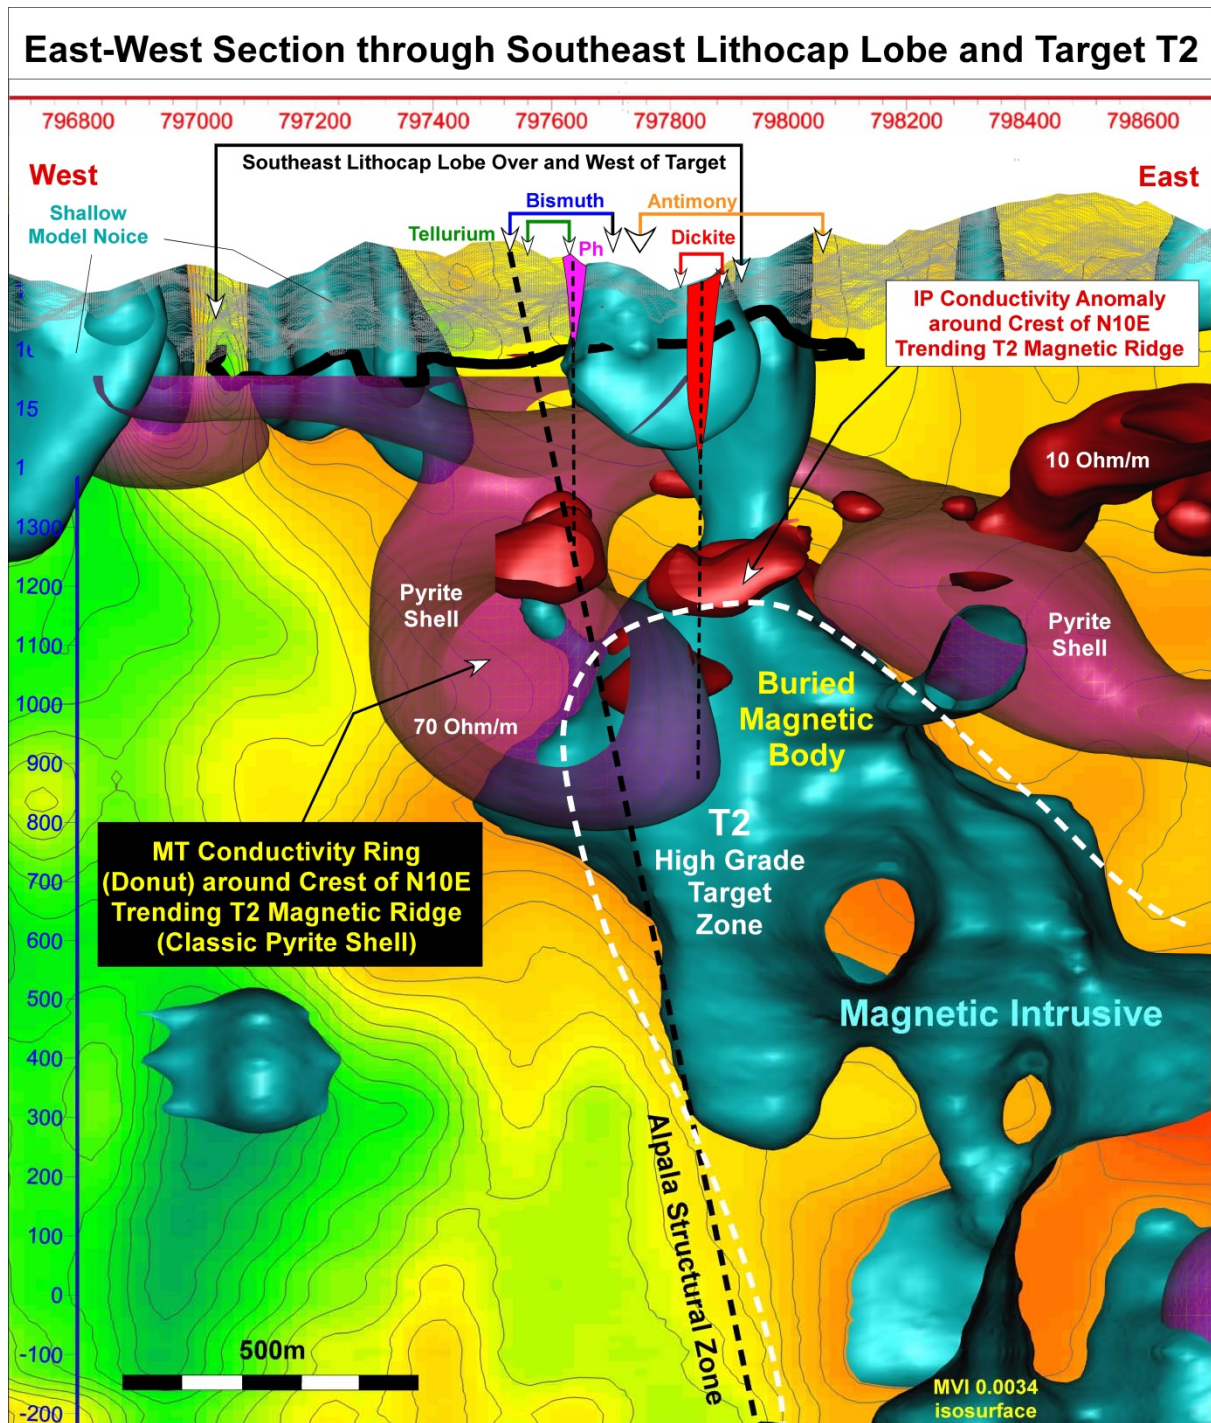 East-West Section through Southeast Lithocap Lobe and Target T2
796800 797000 797200 797400 797600 797800 798000 798200 798400 798600
Southeast Lithocap Lobe Over and West of Target
West
East
Shallow
Model Noice
Bismuth
Antimony
Tellurium
Ph
Dickite
IP Conductivity Anomaly
around Crest of N10E
Trending T2 Magnetic Ridge
15
1
10 Ohm/m
1300
1200
Pyrite
Shell
1100
Pyrite
Shell
1000
70 Ohm/m
Buried
Magnetic
Body
900
800
T2
High Grade
Target
Zone
MT Conductivity Ring
(Donut) around Crest of N10E
Trending T2 Magnetic Ridge
(Classic Pyrite Shell)
700
600
500
Magnetic Intrusive
400
300
200
100
0
-100
-200
Alpala Structural Zone
500m
MVI 0.0034
isosurface